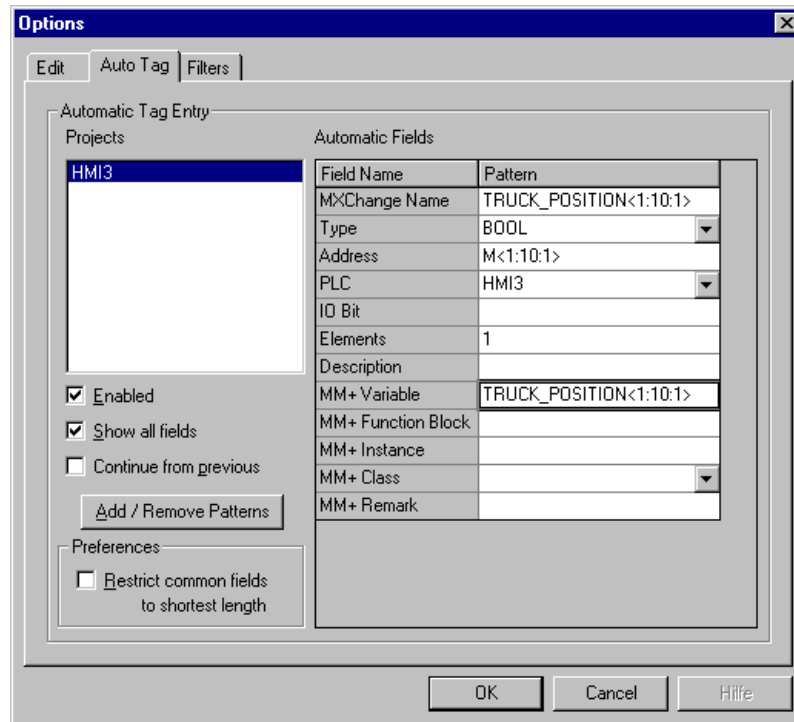 Options
Edit
Auto Tag
Filters
Automatic Tag Entry
Projects
HMI3
Enabled
Show all fields
Continue from previous
Add / Remove Patterns
Preferences
Restrict common fields
to shortest length
Automatic Fields
Field Name Pattern
MXChange Name TRUCK_POSITION<1:10:1>
Type BOOL
Address M<1:10:1>
PLC HMI3
IO Bit
Elements 1
Description
MM+ Variable TRUCK_POSITION<1:10:1>
MM+ Function Block
MM+ Instance
MM+ Class
MM+ Remark
OK
Cancel
Hilfe